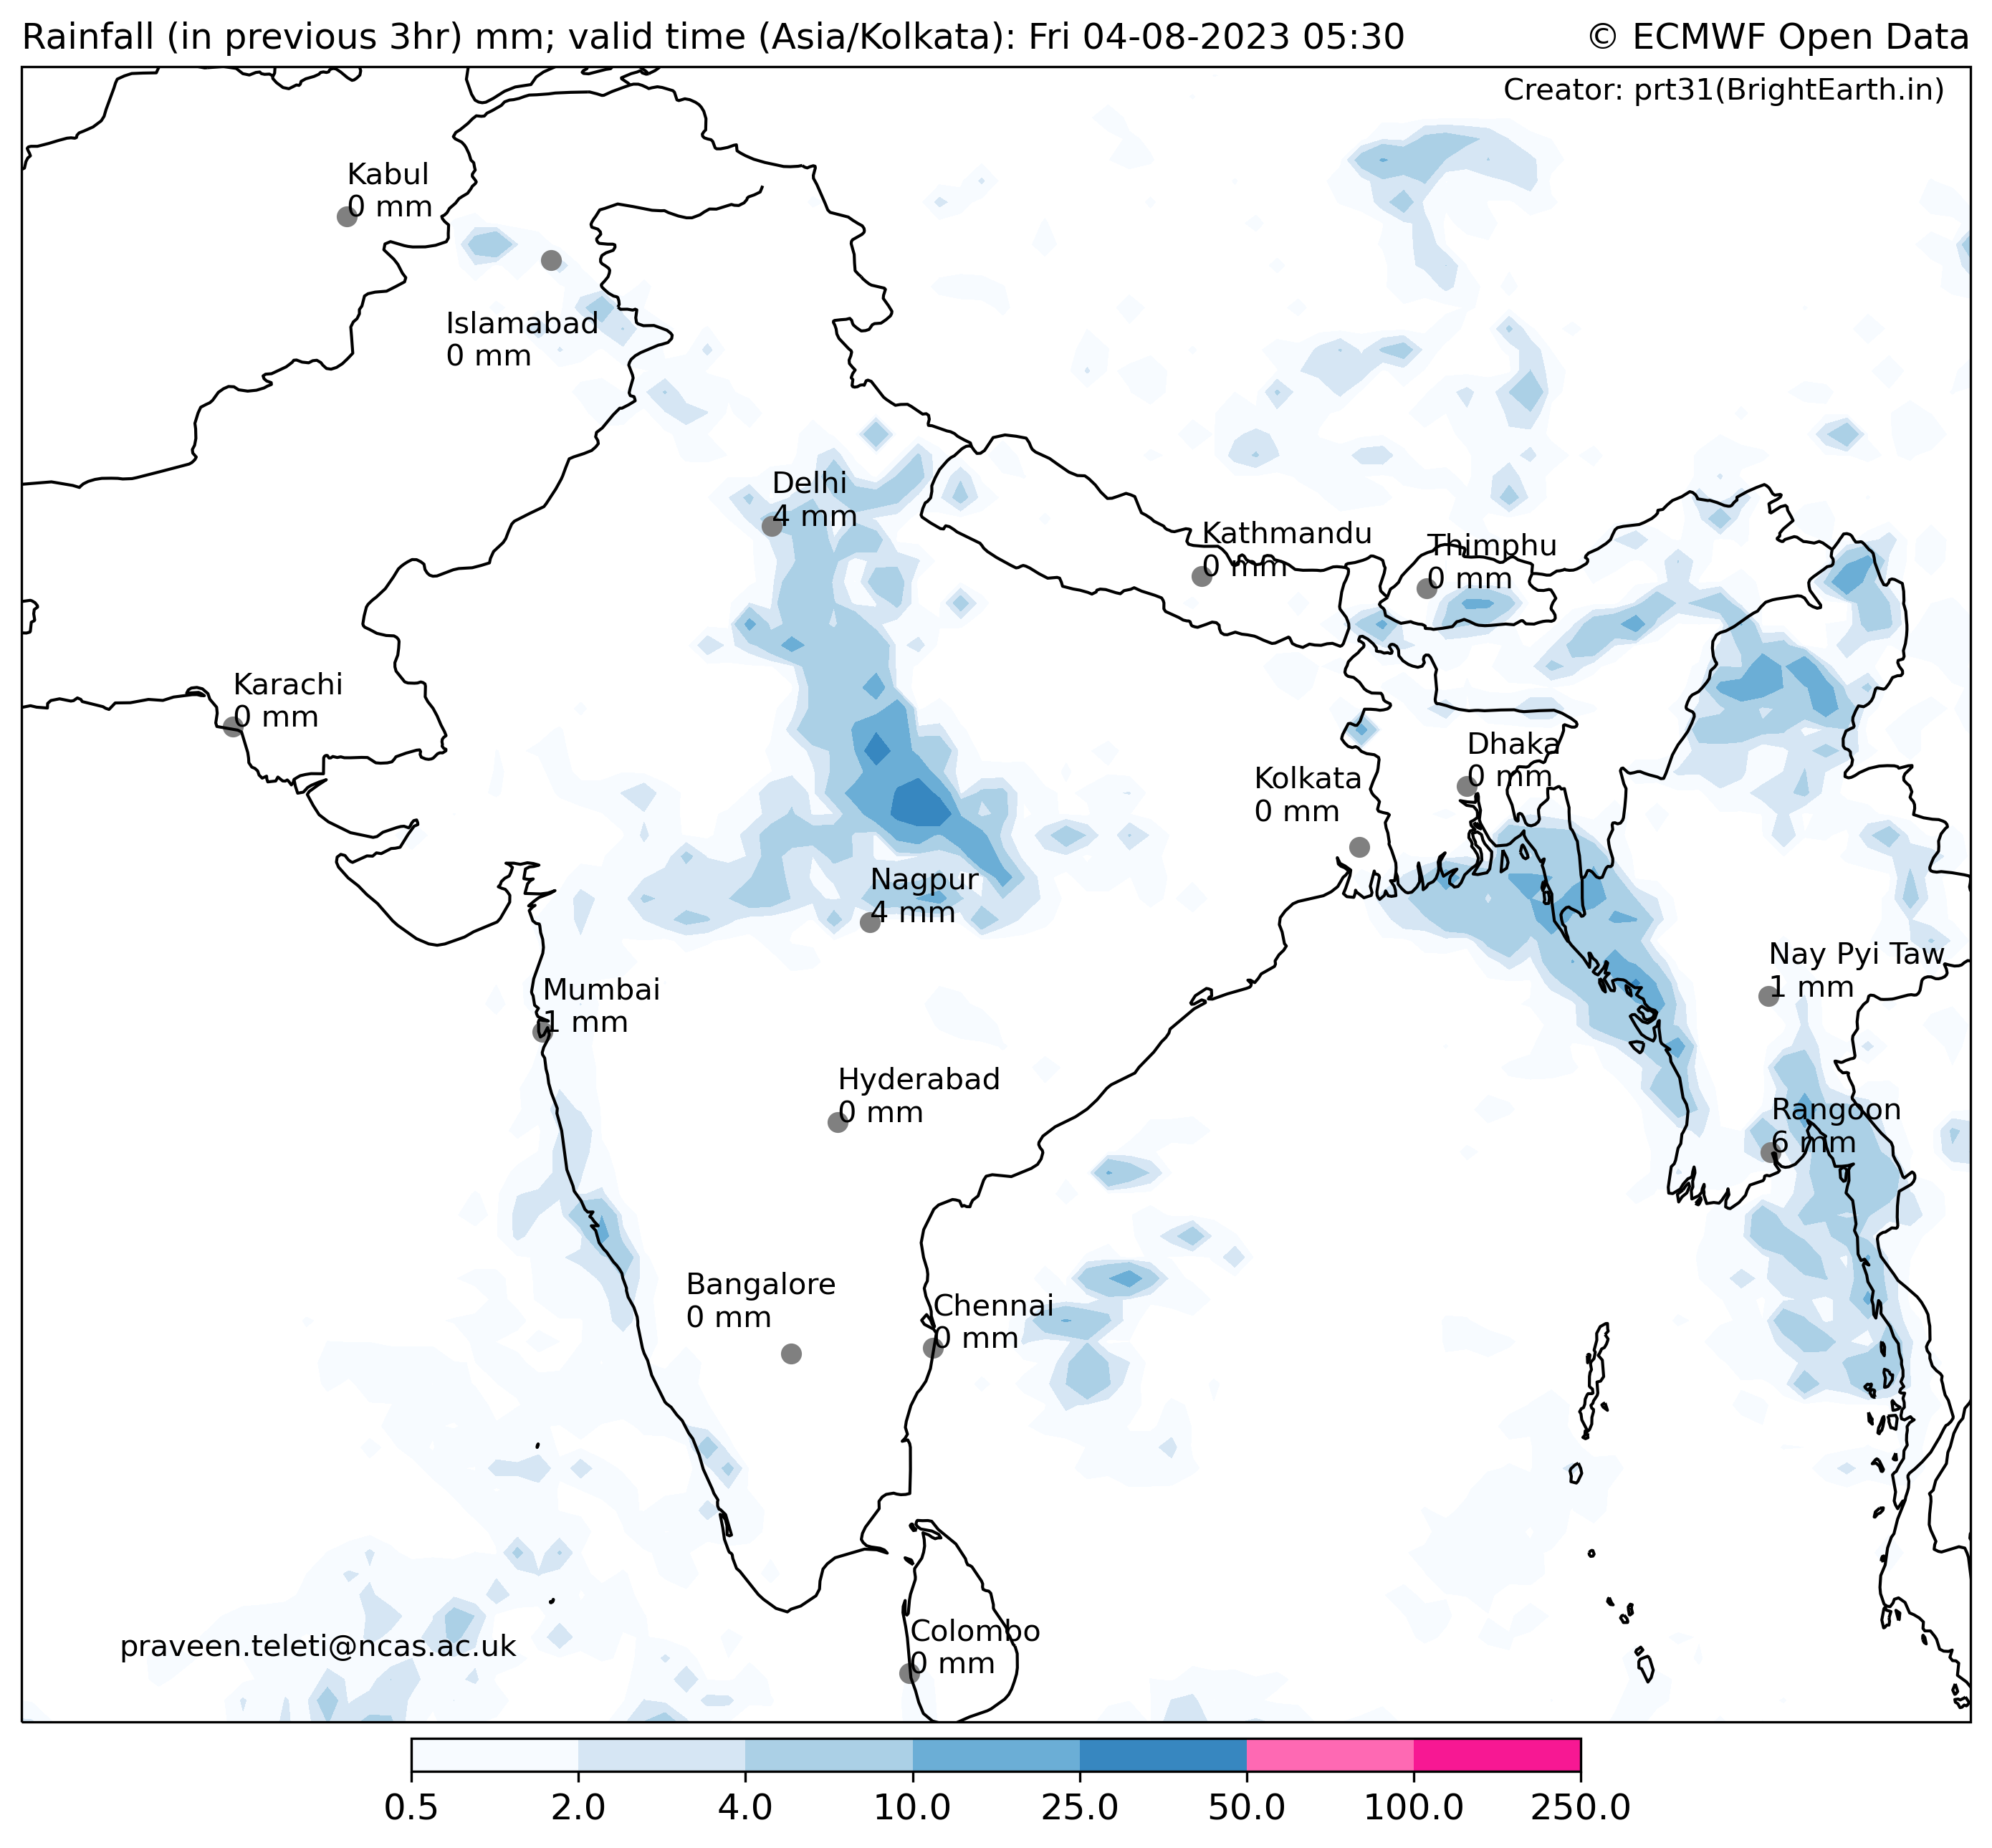 Rainfall (in previous 3hr) mm; valid time (Asia/Kolkata): Fri 04-08-2023 05:30
© ECMWF Open Data
Creator: prt31(BrightEarth.in)
Kabul
0 mm
Islamabad
0 mm
Delhi
4 mm
Kathmandu
0 mm
Thimphu
0 mm
Karachi
0 mm
Dhaka
0 mm
Kolkata
0 mm
Nagpur
4 mm
Nay Pyi Taw
1 mm
Mumbai
1 mm
Hyderabad
0 mm
Rangoon
6 mm
Bangalore
0 mm
Chennai
0 mm
Colombo
0 mm
praveen.teleti@ncas.ac.uk
0.5 2.0 4.0 10.0 25.0 50.0 100.0 250.0